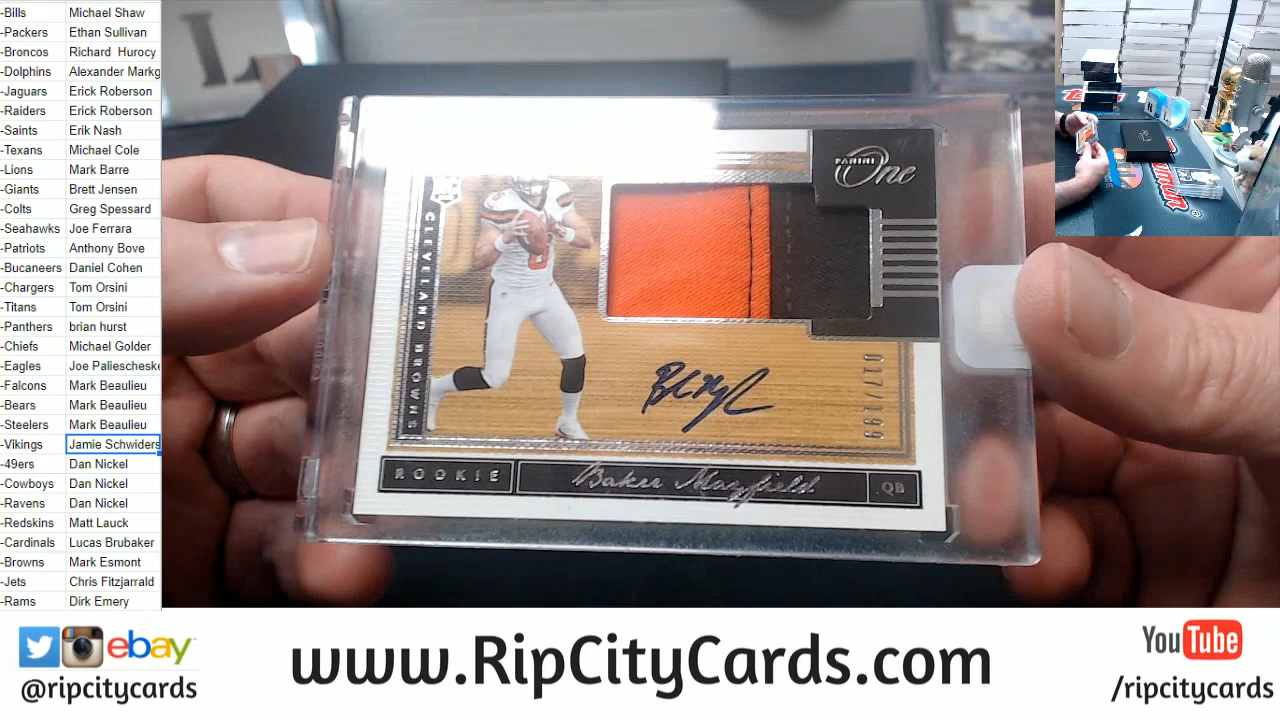 -Bills Michael Shaw
-Packers Ethan Sullivan
-Broncos Richard Hurocy
-Dolphins Alexander Markg
-Jaguars Erick Roberson
-Raiders Erick Roberson
-Saints Erik Nash
-Texans Michael Cole
-Lions Mark Barre
-Giants Brett Jensen
-Colts Greg Spessard
-Seahawks Joe Ferrara
-Patriots Anthony Bove
-Bucaneers Daniel Cohen
-Chargers Tom Orsini
-Titans Tom Orsini
-Panthers brian hurst
-Chiefs Michael Golder
-Eagles Joe Paliescheske
-Falcons Mark Beaulieu
-Bears Mark Beaulieu
-Steelers Mark Beaulieu
-Vikings Jamie Schwiders
-49ers Dan Nickel
-Cowboys Dan Nickel
-Ravens Dan Nickel
-Redskins Matt Lauck
-Cardinals Lucas Brubaker
-Browns Mark Esmont
-Jets Chris Fitzjarrald
-Rams Dirk Emery
PANINI
One
CLEVELAND BROWNS
017/199
ROOKIE Baker Mayfield QB
ebay
@ripcitycards
www.RipCityCards.com
YouTube
/ripcitycards